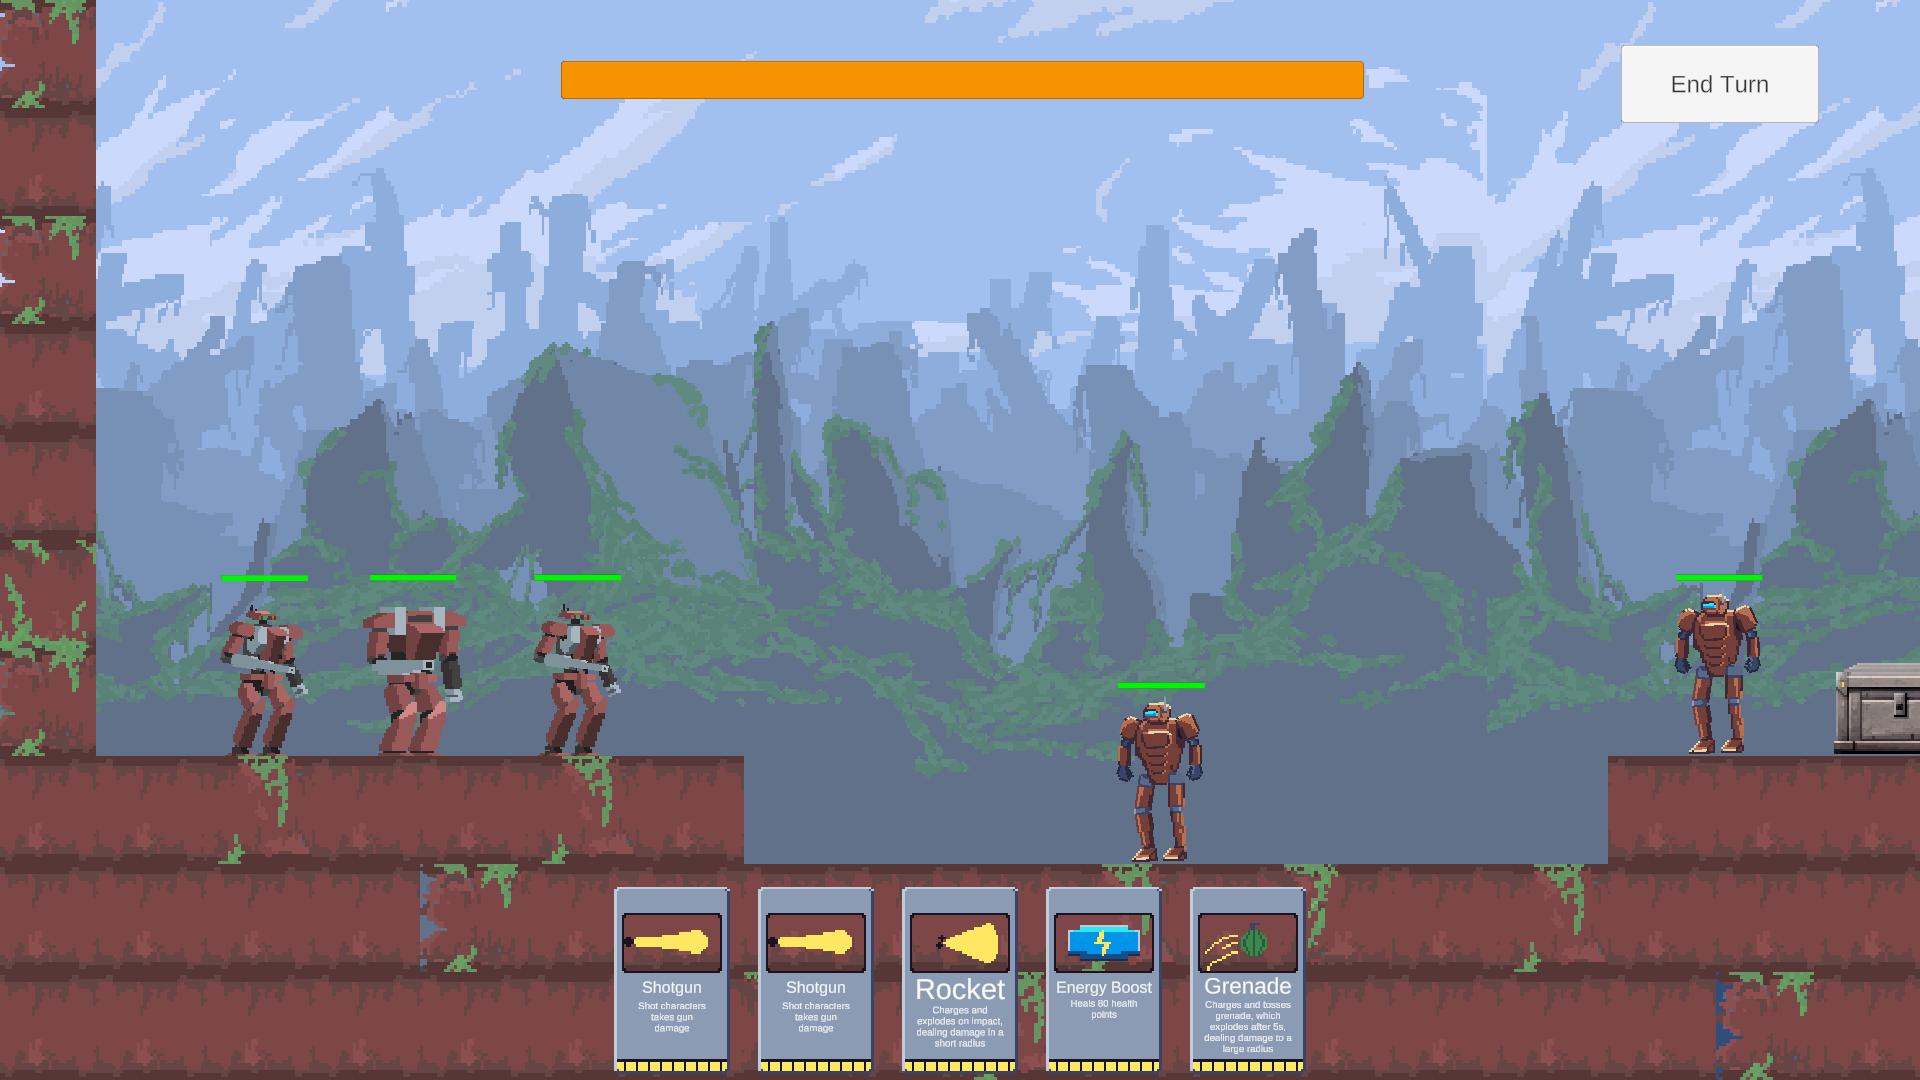 End Turn
Shotgun
Shot characters
takes gun
damage
Shotgun
Shot characters
takes gun
damage
Rocket
Charges and
explodes on impact,
dealing damage in a
short radius
Energy Boost
Heals 80 health
points
Grenade
Charges and tosses
grenade, which
explodes after 5s,
dealing damage to a
large radius